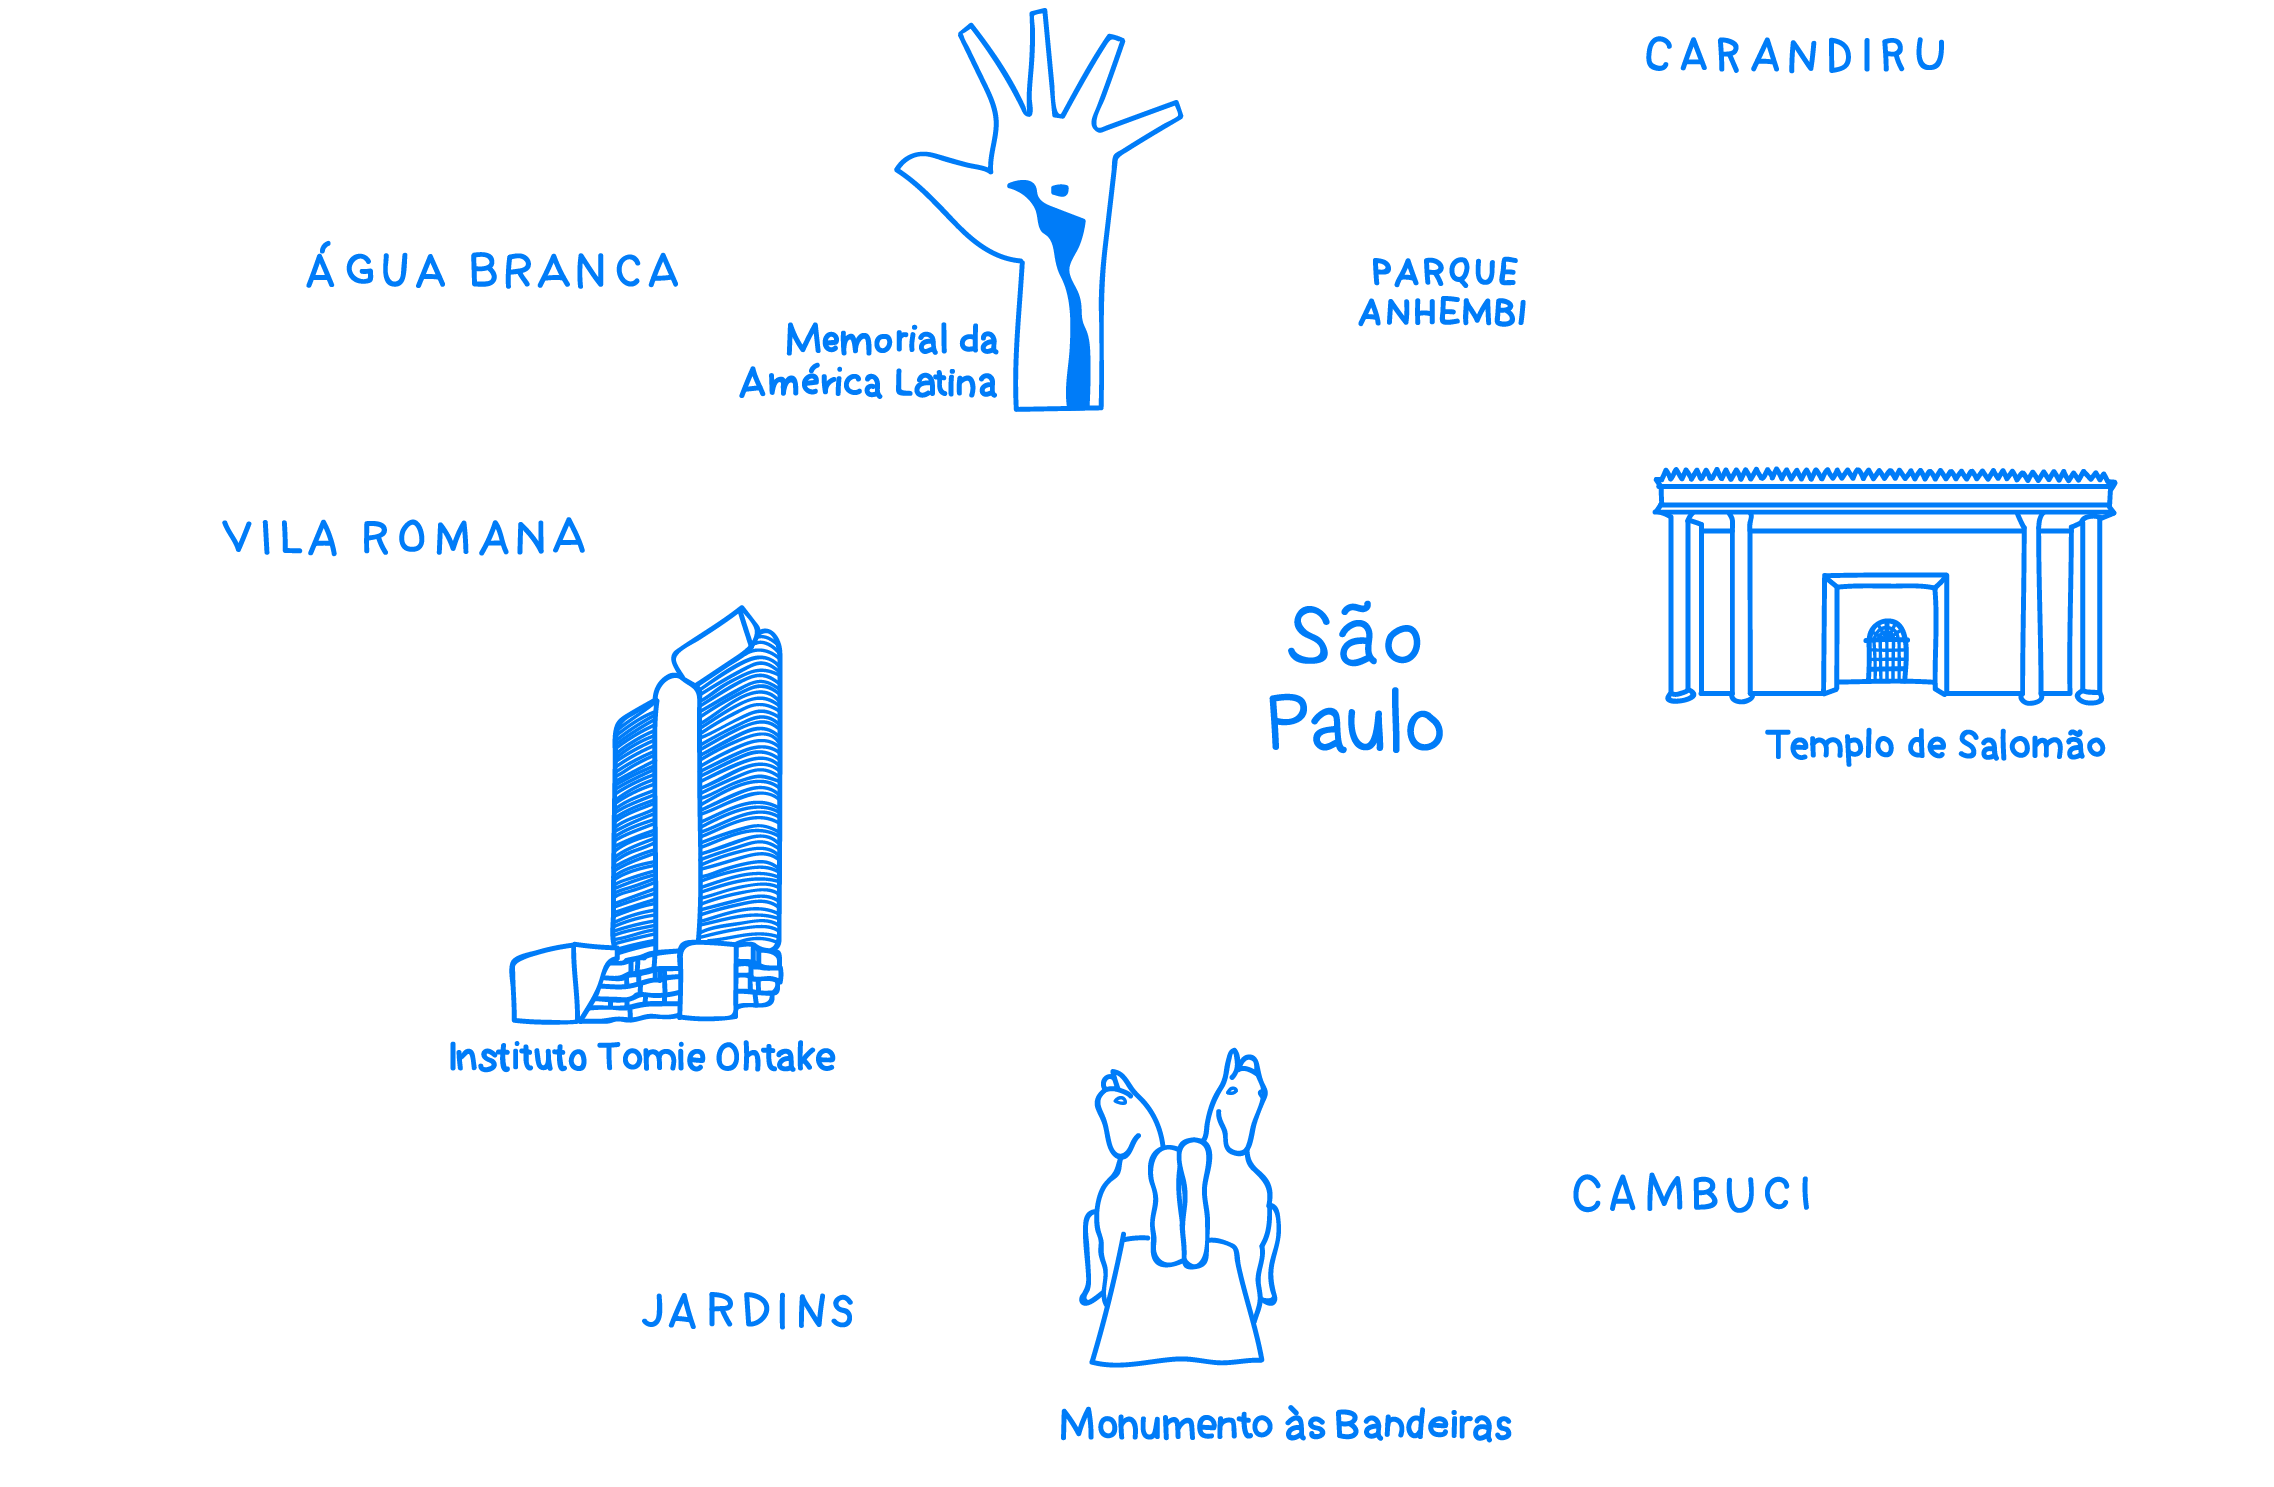 CARANDIRU
ÁGUA BRANCA
PARQUE
ANHEMBI
Memorial da
América Latina
VILA ROMANA
São
Paulo
Templo de Salomão
Instituto Tomie Ohtake
CAMBUCI
JARDINS
Monumento às Bandeiras